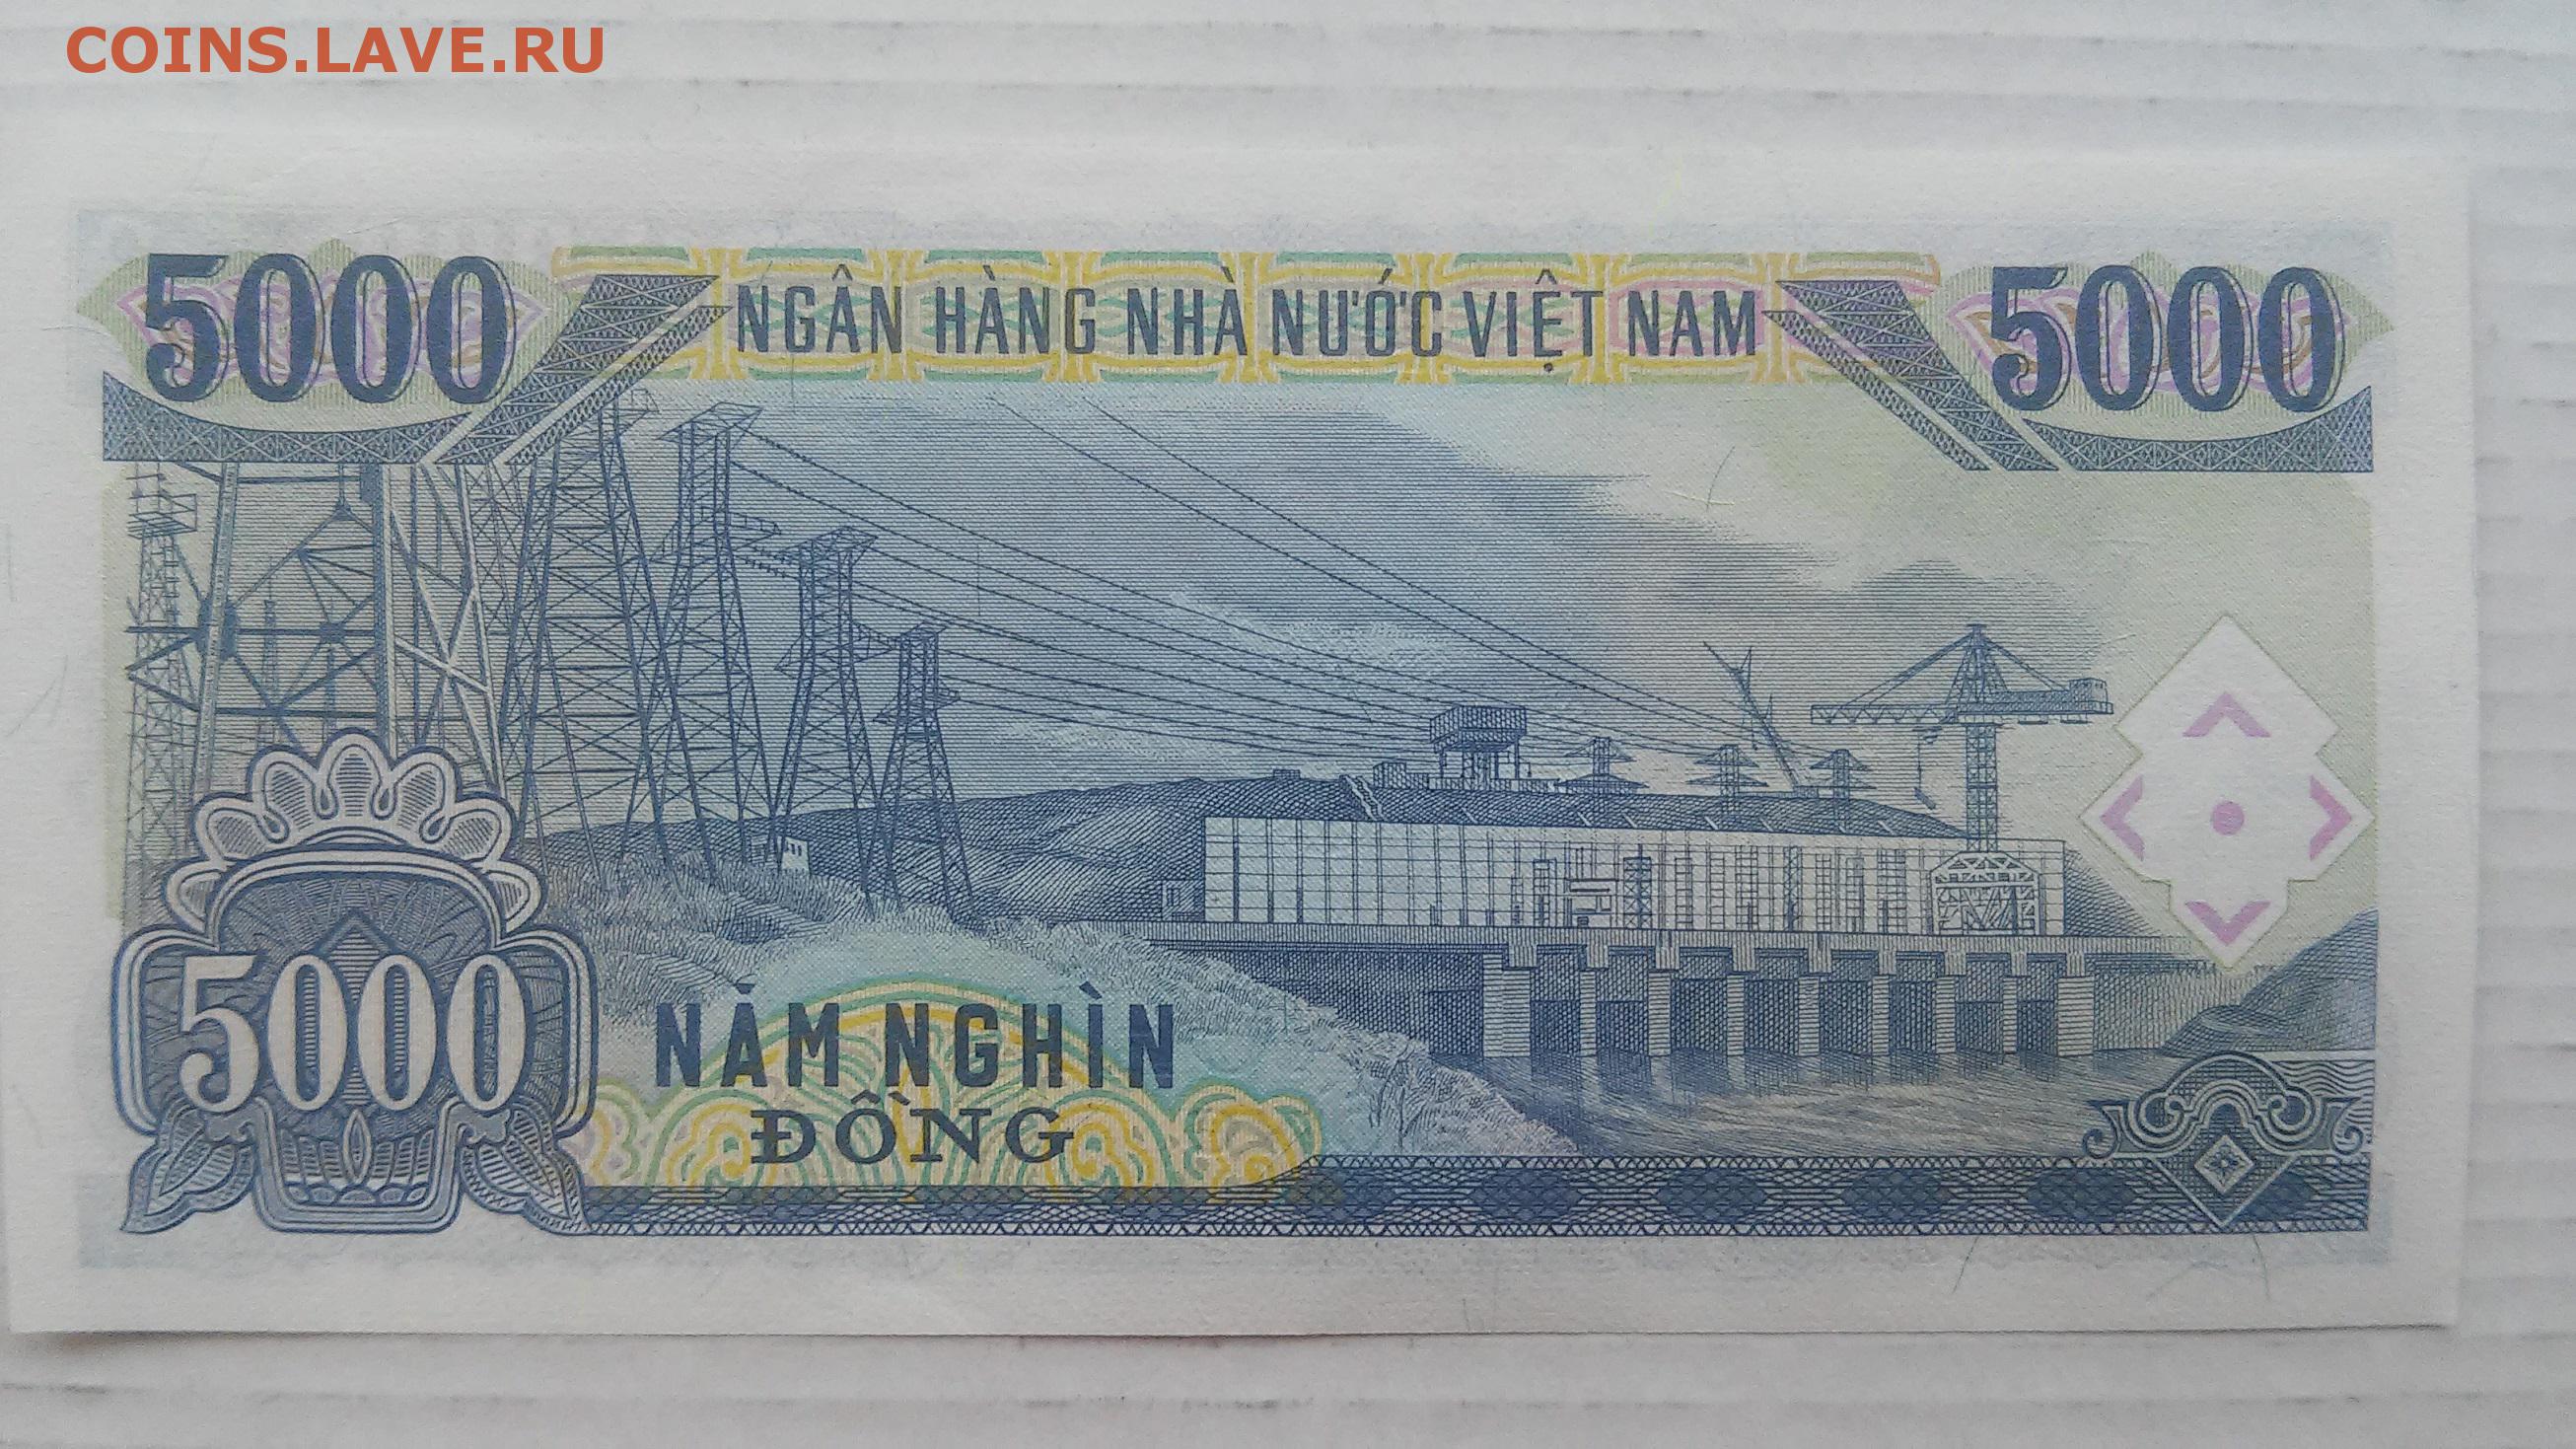 COINS.LAVE.RU
5000 NGÂN HÀNG NHÀ NƯỚC VIỆT NAM 5000
5000
NĂM NGHÌN
ĐỒNG